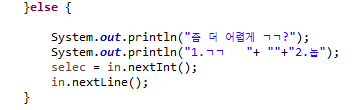 }else {
System.out.println("좀 더 어렵게 ㄱㄱ?");
System.out.println("1.ㄱㄱ   "+ ""+"2.놉");
selec = in.nextInt();
in.nextLine();
}